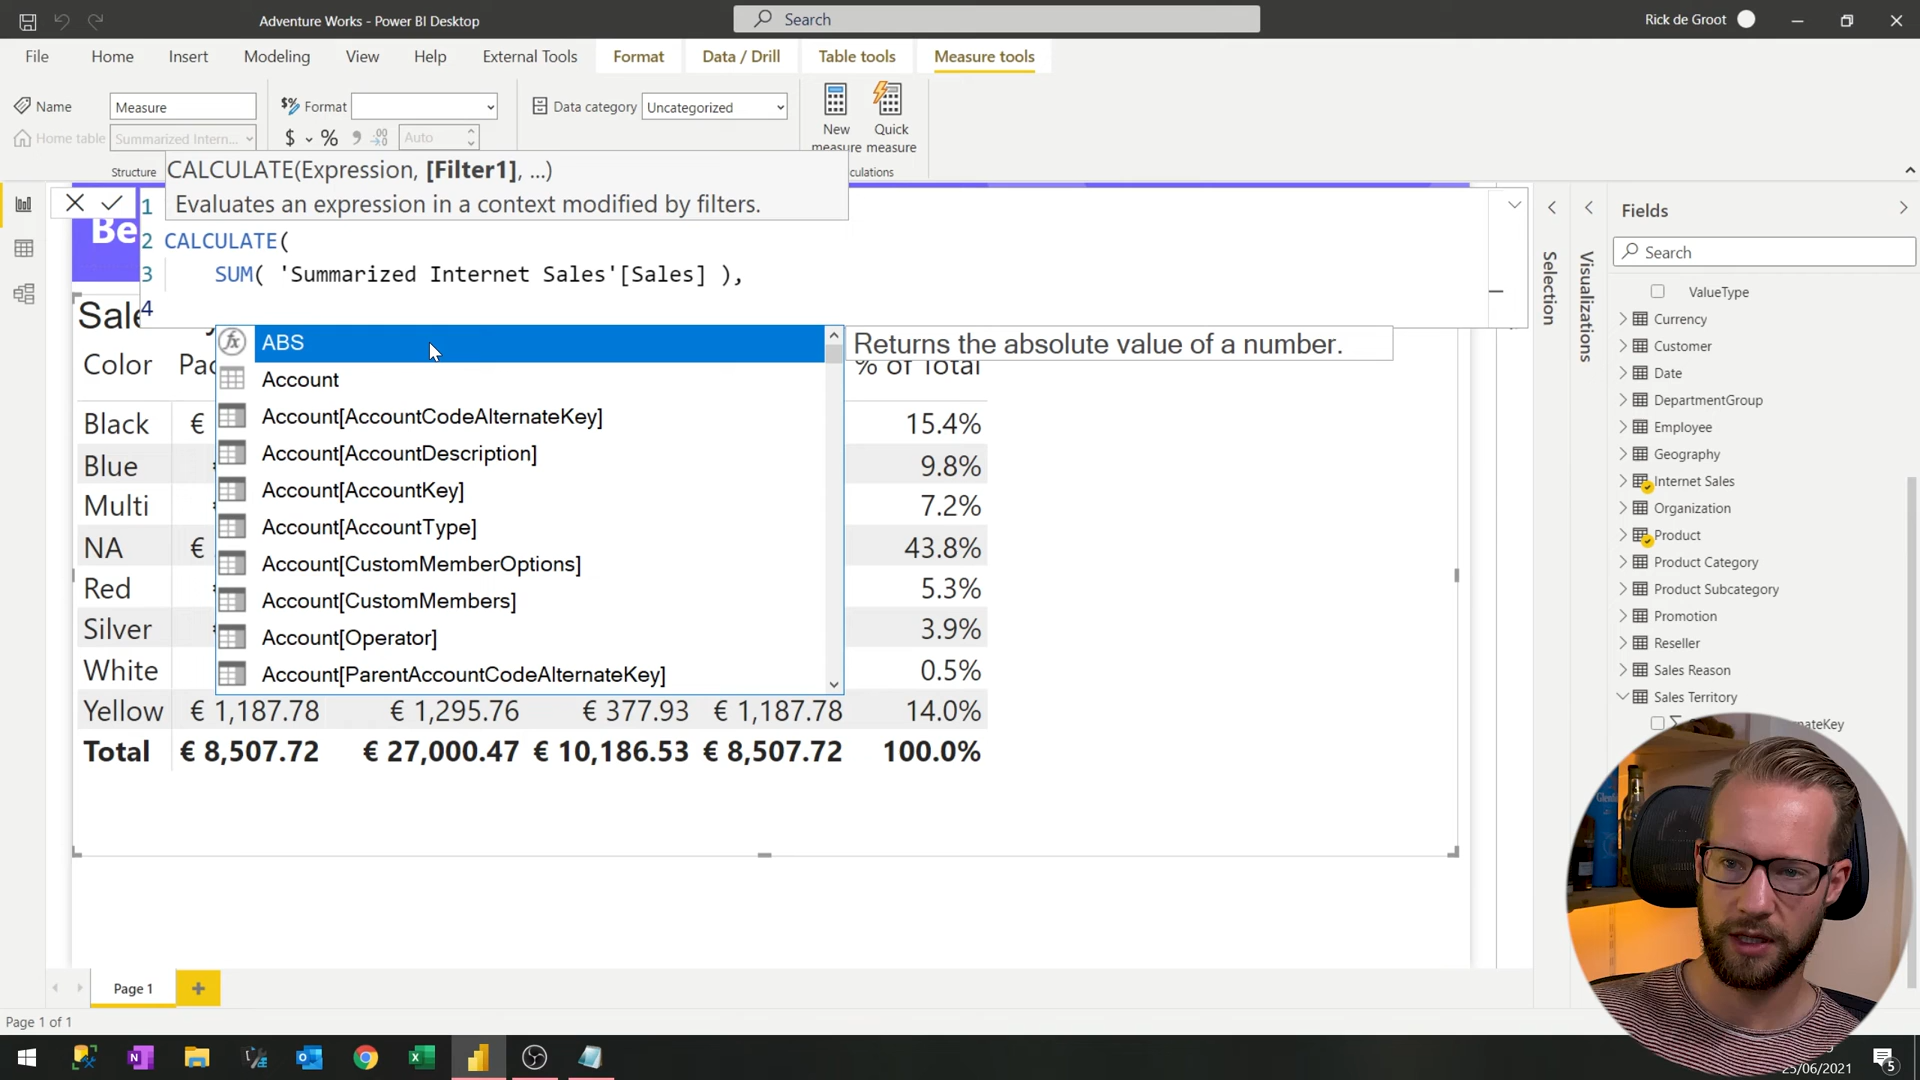 Adventure Works - Power BI Desktop
Search
Rick de Groot
File
Home
Insert
Modeling
View
Help
External Tools
Format
Data / Drill
Table tools
Measure tools
Name
Measure
Format
Data category
Uncategorized
New
Quick
Home table
Summarized Intern...
$
%
Auto
measure
measure
Structure
CALCULATE(Expression, [Filter1], ...)
culations
Evaluates an expression in a context modified by filters.
1
Be
2 CALCULATE(
3 SUM( 'Summarized Internet Sales'[Sales] ),
4
Sale
ABS
Returns the absolute value of a number.
Color
Pac
% of Total
Account
Account[AccountCodeAlternateKey]
Account[AccountDescription]
Account[AccountKey]
Account[AccountType]
Account[CustomMemberOptions]
Account[CustomMembers]
Account[Operator]
Account[ParentAccountCodeAlternateKey]
Black € 15.4%
Blue 9.8%
Multi 7.2%
NA € 43.8%
Red 5.3%
Silver 3.9%
White 0.5%
Yellow € 1,187.78 € 1,295.76 € 377.93 € 1,187.78 14.0%
Total € 8,507.72 € 27,000.47 € 10,186.53 € 8,507.72 100.0%
Selection
Visualizations
Fields
Search
ValueType
Currency
Customer
Date
DepartmentGroup
Employee
Geography
Internet Sales
Organization
Product
Product Category
Product Subcategory
Promotion
Reseller
Sales Reason
Sales Territory
Page 1
Page 1 of 1
25/06/2021
5